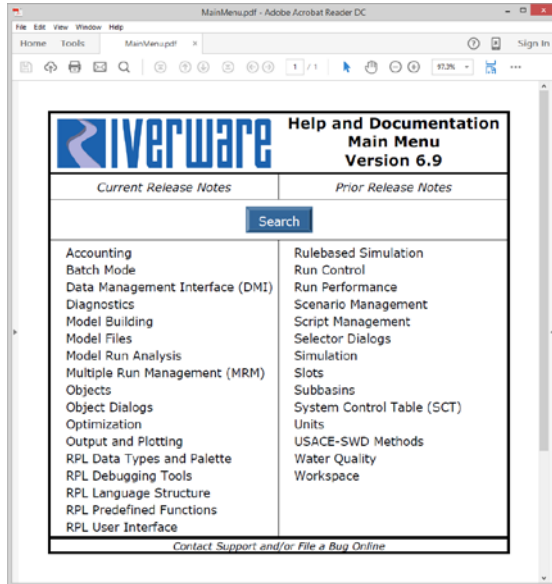 MainMenu.pdf - Adobe Acrobat Reader DC
File Edit View Window Help
Home Tools MainMenu.pdf × Sign In
1 / 1 97.3%
RIVERWARE
Help and Documentation
Main Menu
Version 6.9
Current Release Notes
Prior Release Notes
Search
Accounting
Batch Mode
Data Management Interface (DMI)
Diagnostics
Model Building
Model Files
Model Run Analysis
Multiple Run Management (MRM)
Objects
Object Dialogs
Optimization
Output and Plotting
RPL Data Types and Palette
RPL Debugging Tools
RPL Language Structure
RPL Predefined Functions
RPL User Interface
Rulebased Simulation
Run Control
Run Performance
Scenario Management
Script Management
Selector Dialogs
Simulation
Slots
Subbasins
System Control Table (SCT)
Units
USACE-SWD Methods
Water Quality
Workspace
Contact Support and/or File a Bug Online